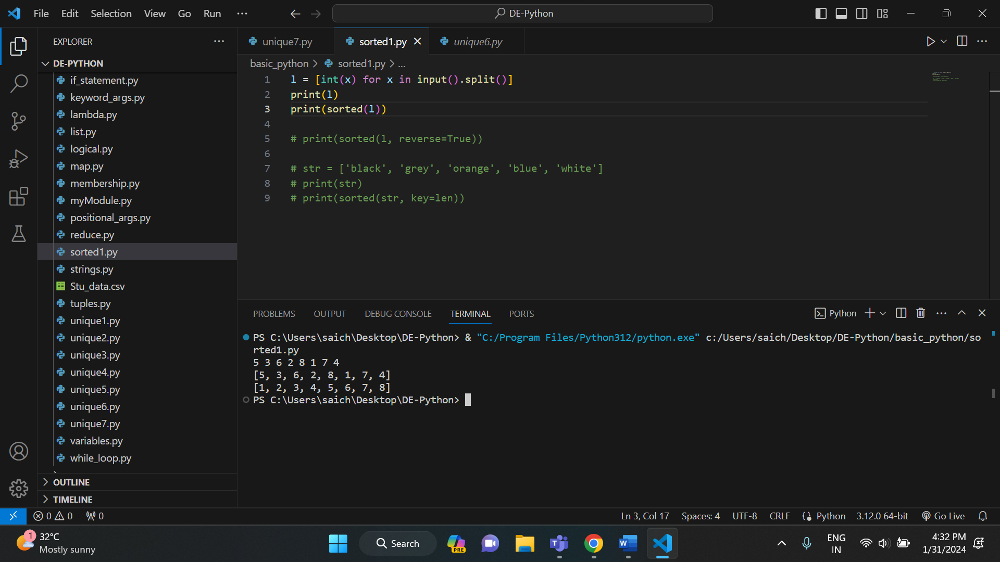 File Edit Selection View Go Run ... DE-Python
EXPLORER ...
DE-PYTHON
if_statement.py
keyword_args.py
lambda.py
list.py
logical.py
map.py
membership.py
myModule.py
positional_args.py
reduce.py
sorted1.py
strings.py
Stu_data.csv
tuples.py
unique1.py
unique2.py
unique3.py
unique4.py
unique5.py
unique6.py
unique7.py
variables.py
while_loop.py
OUTLINE
TIMELINE
unique7.py sorted1.py unique6.py
basic_python > sorted1.py > ...
1 l = [int(x) for x in input().split()]
2 print(l)
3 print(sorted(l))
4
5 # print(sorted(l, reverse=True))
6
7 # str = ['black', 'grey', 'orange', 'blue', 'white']
8 # print(str)
9 # print(sorted(str, key=len))
PROBLEMS OUTPUT DEBUG CONSOLE TERMINAL PORTS Python
PS C:\Users\saich\Desktop\DE-Python> & "C:/Program Files/Python312/python.exe" c:/Users/saich/Desktop/DE-Python/basic_python/so
rted1.py
5 3 6 2 8 1 7 4
[5, 3, 6, 2, 8, 1, 7, 4]
[1, 2, 3, 4, 5, 6, 7, 8]
PS C:\Users\saich\Desktop\DE-Python>
0 0 0 Ln 3, Col 17 Spaces: 4 UTF-8 CRLF Python 3.12.0 64-bit Go Live
1 32°C
Mostly sunny
Search
PRE
ENG
IN
4:32 PM
1/31/2024